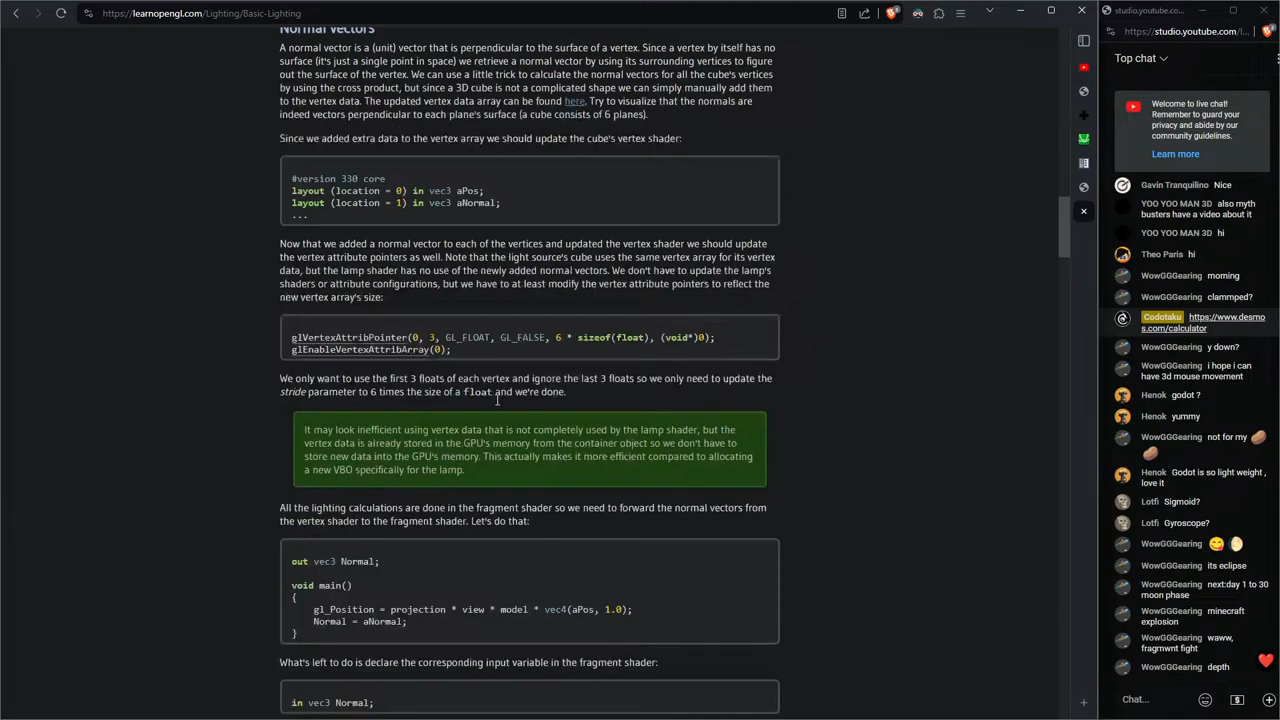 https://learnopengl.com/Lighting/Basic-Lighting
Normal vectors
A normal vector is a (unit) vector that is perpendicular to the surface of a vertex. Since a vertex by itself has no
surface (it's just a single point in space) we retrieve a normal vector by using its surrounding vertices to figure
out the surface of the vertex. We can use a little trick to calculate the normal vectors for all the cube's vertices
by using the cross product, but since a 3D cube is not a complicated shape we can simply manually add them
to the vertex data. The updated vertex data array can be found here. Try to visualize that the normals are
indeed vectors perpendicular to each plane's surface (a cube consists of 6 planes).
Since we added extra data to the vertex array we should update the cube's vertex shader:
#version 330 core
layout (location = 0) in vec3 aPos;
layout (location = 1) in vec3 aNormal;
...
Now that we added a normal vector to each of the vertices and updated the vertex shader we should update
the vertex attribute pointers as well. Note that the light source's cube uses the same vertex array for its vertex
data, but the lamp shader has no use of the newly added normal vectors. We don't have to update the lamp's
shaders or attribute configurations, but we have to at least modify the vertex attribute pointers to reflect the
new vertex array's size:
glVertexAttribPointer(0, 3, GL_FLOAT, GL_FALSE, 6 * sizeof(float), (void*)0);
glEnableVertexAttribArray(0);
We only want to use the first 3 floats of each vertex and ignore the last 3 floats so we only need to update the
stride parameter to 6 times the size of a float and we're done.
It may look inefficient using vertex data that is not completely used by the lamp shader, but the
vertex data is already stored in the GPU's memory from the container object so we don't have to
store new data into the GPU's memory. This actually makes it more efficient compared to allocating
a new VBO specifically for the lamp.
All the lighting calculations are done in the fragment shader so we need to forward the normal vectors from
the vertex shader to the fragment shader. Let's do that:
out vec3 Normal;
void main()
{
gl_Position = projection * view * model * vec4(aPos, 1.0);
Normal = aNormal;
}
What's left to do is declare the corresponding input variable in the fragment shader:
in vec3 Normal;
studio.youtube.co...
https://studio.youtube.com/l...
Top chat
Welcome to live chat!
Remember to guard your
privacy and abide by our
community guidelines.
Learn more
Gavin Tranquilino Nice
YOO YOO MAN 3D also myth
busters have a video about it
YOO YOO MAN 3D hi
Theo Paris hi
WowGGGearing morning
WowGGGearing clammped?
Codotaku https://www.desmo
s.com/calculator
WowGGGearing y down?
WowGGGearing i hope i can
have 3d mouse movement
Henok godot ?
Henok yummy
WowGGGearing not for my 🥔
🥔
Henok Godot is so light weight ,
love it
Lotfi Sigmoid?
Lotfi Gyroscope?
WowGGGearing 😋🌔
WowGGGearing its eclipse
WowGGGearing next:day 1 to 30
moon phase
WowGGGearing minecraft
explosion
WowGGGearing waww,
fragmwnt fight
WowGGGearing depth
Chat...